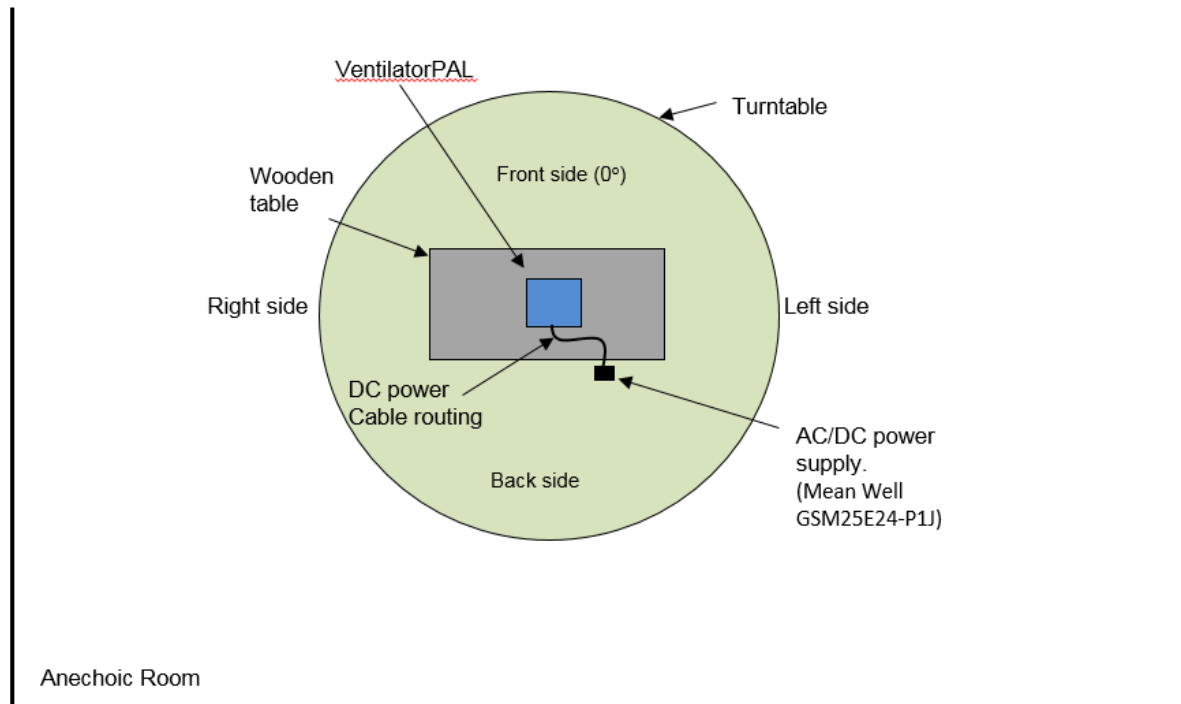 VentilatorPAL
Turntable
Wooden
table
Front side (0°)
Right side
Left side
DC power
Cable routing
AC/DC power
supply.
(Mean Well
GSM25E24-P1J)
Back side
Anechoic Room